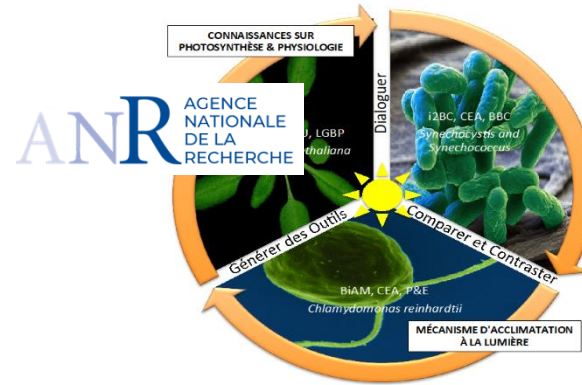 CONNAISSANCES SUR
PHOTOSYNTHÈSE & PHYSIOLOGIE
Dialoguer
ANR AGENCE
NATIONALE
DE LA
RECHERCHE
LGBP
i2BC, CEA, BBC
Synechocystis and
Synechococcus
Générer des Outils
Comparer et Contraster
BiAM, CEA, P&E
Chlamydomonas reinhardtii
MÉCANISME D'ACCLIMATATION
À LA LUMIÈRE